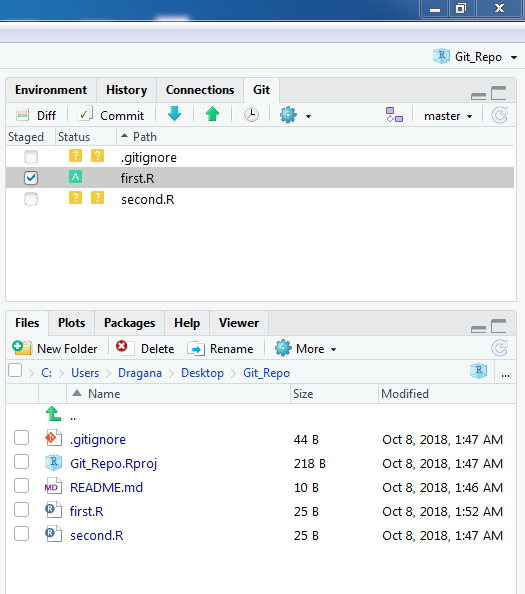 Git_Repo
Environment History Connections Git
Diff Commit master
Staged Status Path
? ? .gitignore
A first.R
? ? second.R
Files Plots Packages Help Viewer
New Folder Delete Rename More
C: Users Dragana Desktop Git_Repo R ...
Name Size Modified
..
.gitignore 44 B Oct 8, 2018, 1:47 AM
R Git_Repo.Rproj 218 B Oct 8, 2018, 1:47 AM
MD README.md 10 B Oct 8, 2018, 1:46 AM
R first.R 25 B Oct 8, 2018, 1:52 AM
R second.R 25 B Oct 8, 2018, 1:47 AM